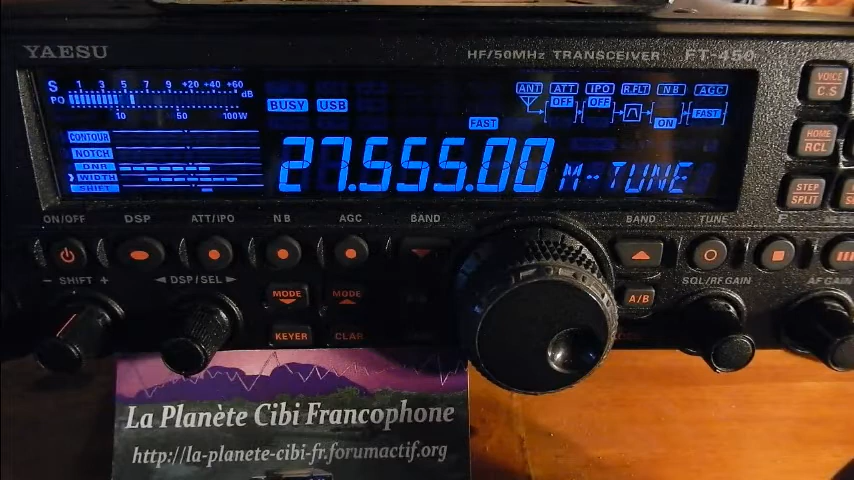 YAESU
HF/50MHz TRANSCEIVER FT-450
S 1 3 5 7 9 +20 +40 +60 dB
PO 10 50 100W
BUSY USB
ANT ATT IPO R.FLT NB AGC
OFF OFF ON FAST
FAST
CONTOUR
NOTCH
DNR
WIDTH
SHIFT
27.555.00 M--TUNE
VOICE
C.S
HOME
RCL
STEP
SPLIT
ON/OFF DSP ATT/IPO NB AGC BAND BAND TUNE F
- SHIFT + ◄ DSP/SEL ► SQL/RF GAIN AF GAIN
MODE MODE A/B
KEYER CLAR
La Planète Cibi Francophone
http://la-planete-cibi-fr.forumactif.org